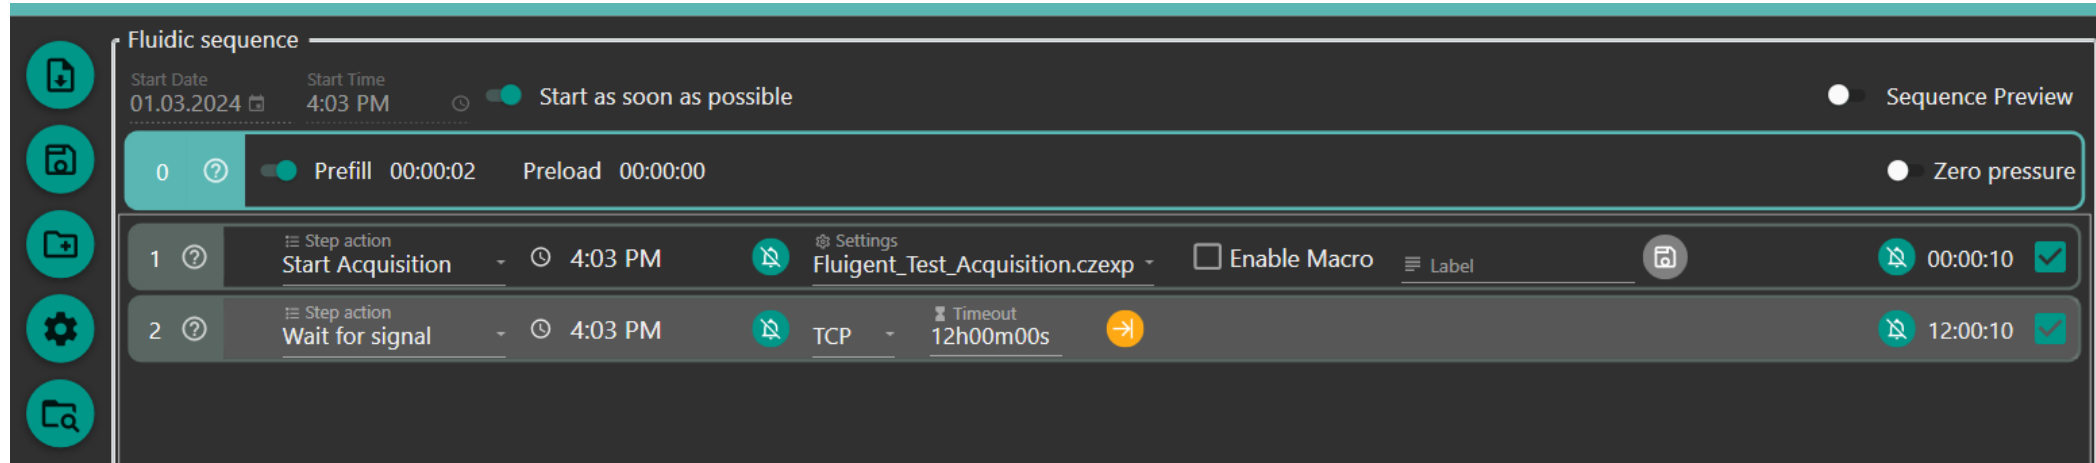 Fluidic sequence
Start Date
Start Time
01.03.2024
4:03 PM
Start as soon as possible
Sequence Preview
0
Prefill 00:00:02
Preload 00:00:00
Zero pressure
1
Step action
Start Acquisition
4:03 PM
Settings
Fluigent_Test_Acquisition.czexp
Enable Macro
Label
00:00:10
2
Step action
Wait for signal
4:03 PM
TCP
Timeout
12h00m00s
12:00:10